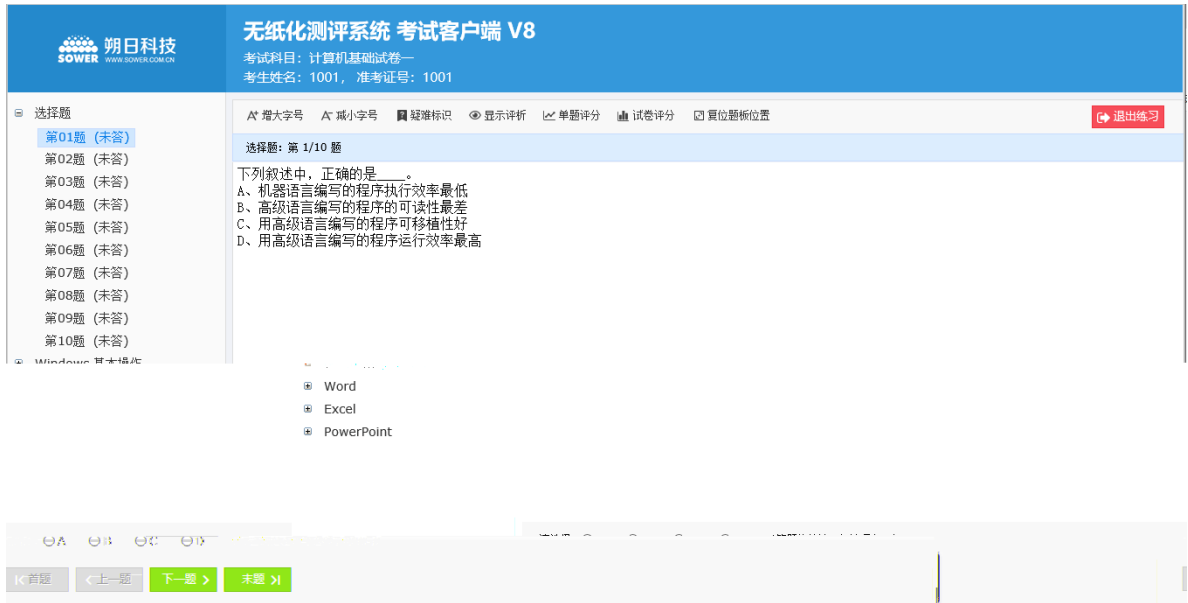 朔日科技
SOWER WWW.SOWER.COM.CN
无纸化测评系统 考试客户端 V8
考试科目：计算机基础试卷一
考生姓名：1001， 准考证号：1001
选择题
第01题 (未答)
第02题 (未答)
第03题 (未答)
第04题 (未答)
第05题 (未答)
第06题 (未答)
第07题 (未答)
第08题 (未答)
第09题 (未答)
第10题 (未答)
Windows 基本操作
A+ 增大字号 A- 减小字号 疑难标识 显示评析 单题评分 试卷评分 复位题板位置 退出练习
选择题：第 1/10 题
下列叙述中，正确的是____。
A、机器语言编写的程序执行效率最低
B、高级语言编写的程序的可读性最差
C、用高级语言编写的程序可移植性好
D、用高级语言编写的程序运行效率最高
Word
Excel
PowerPoint
A B C D
首题 上一题 下一题 末题